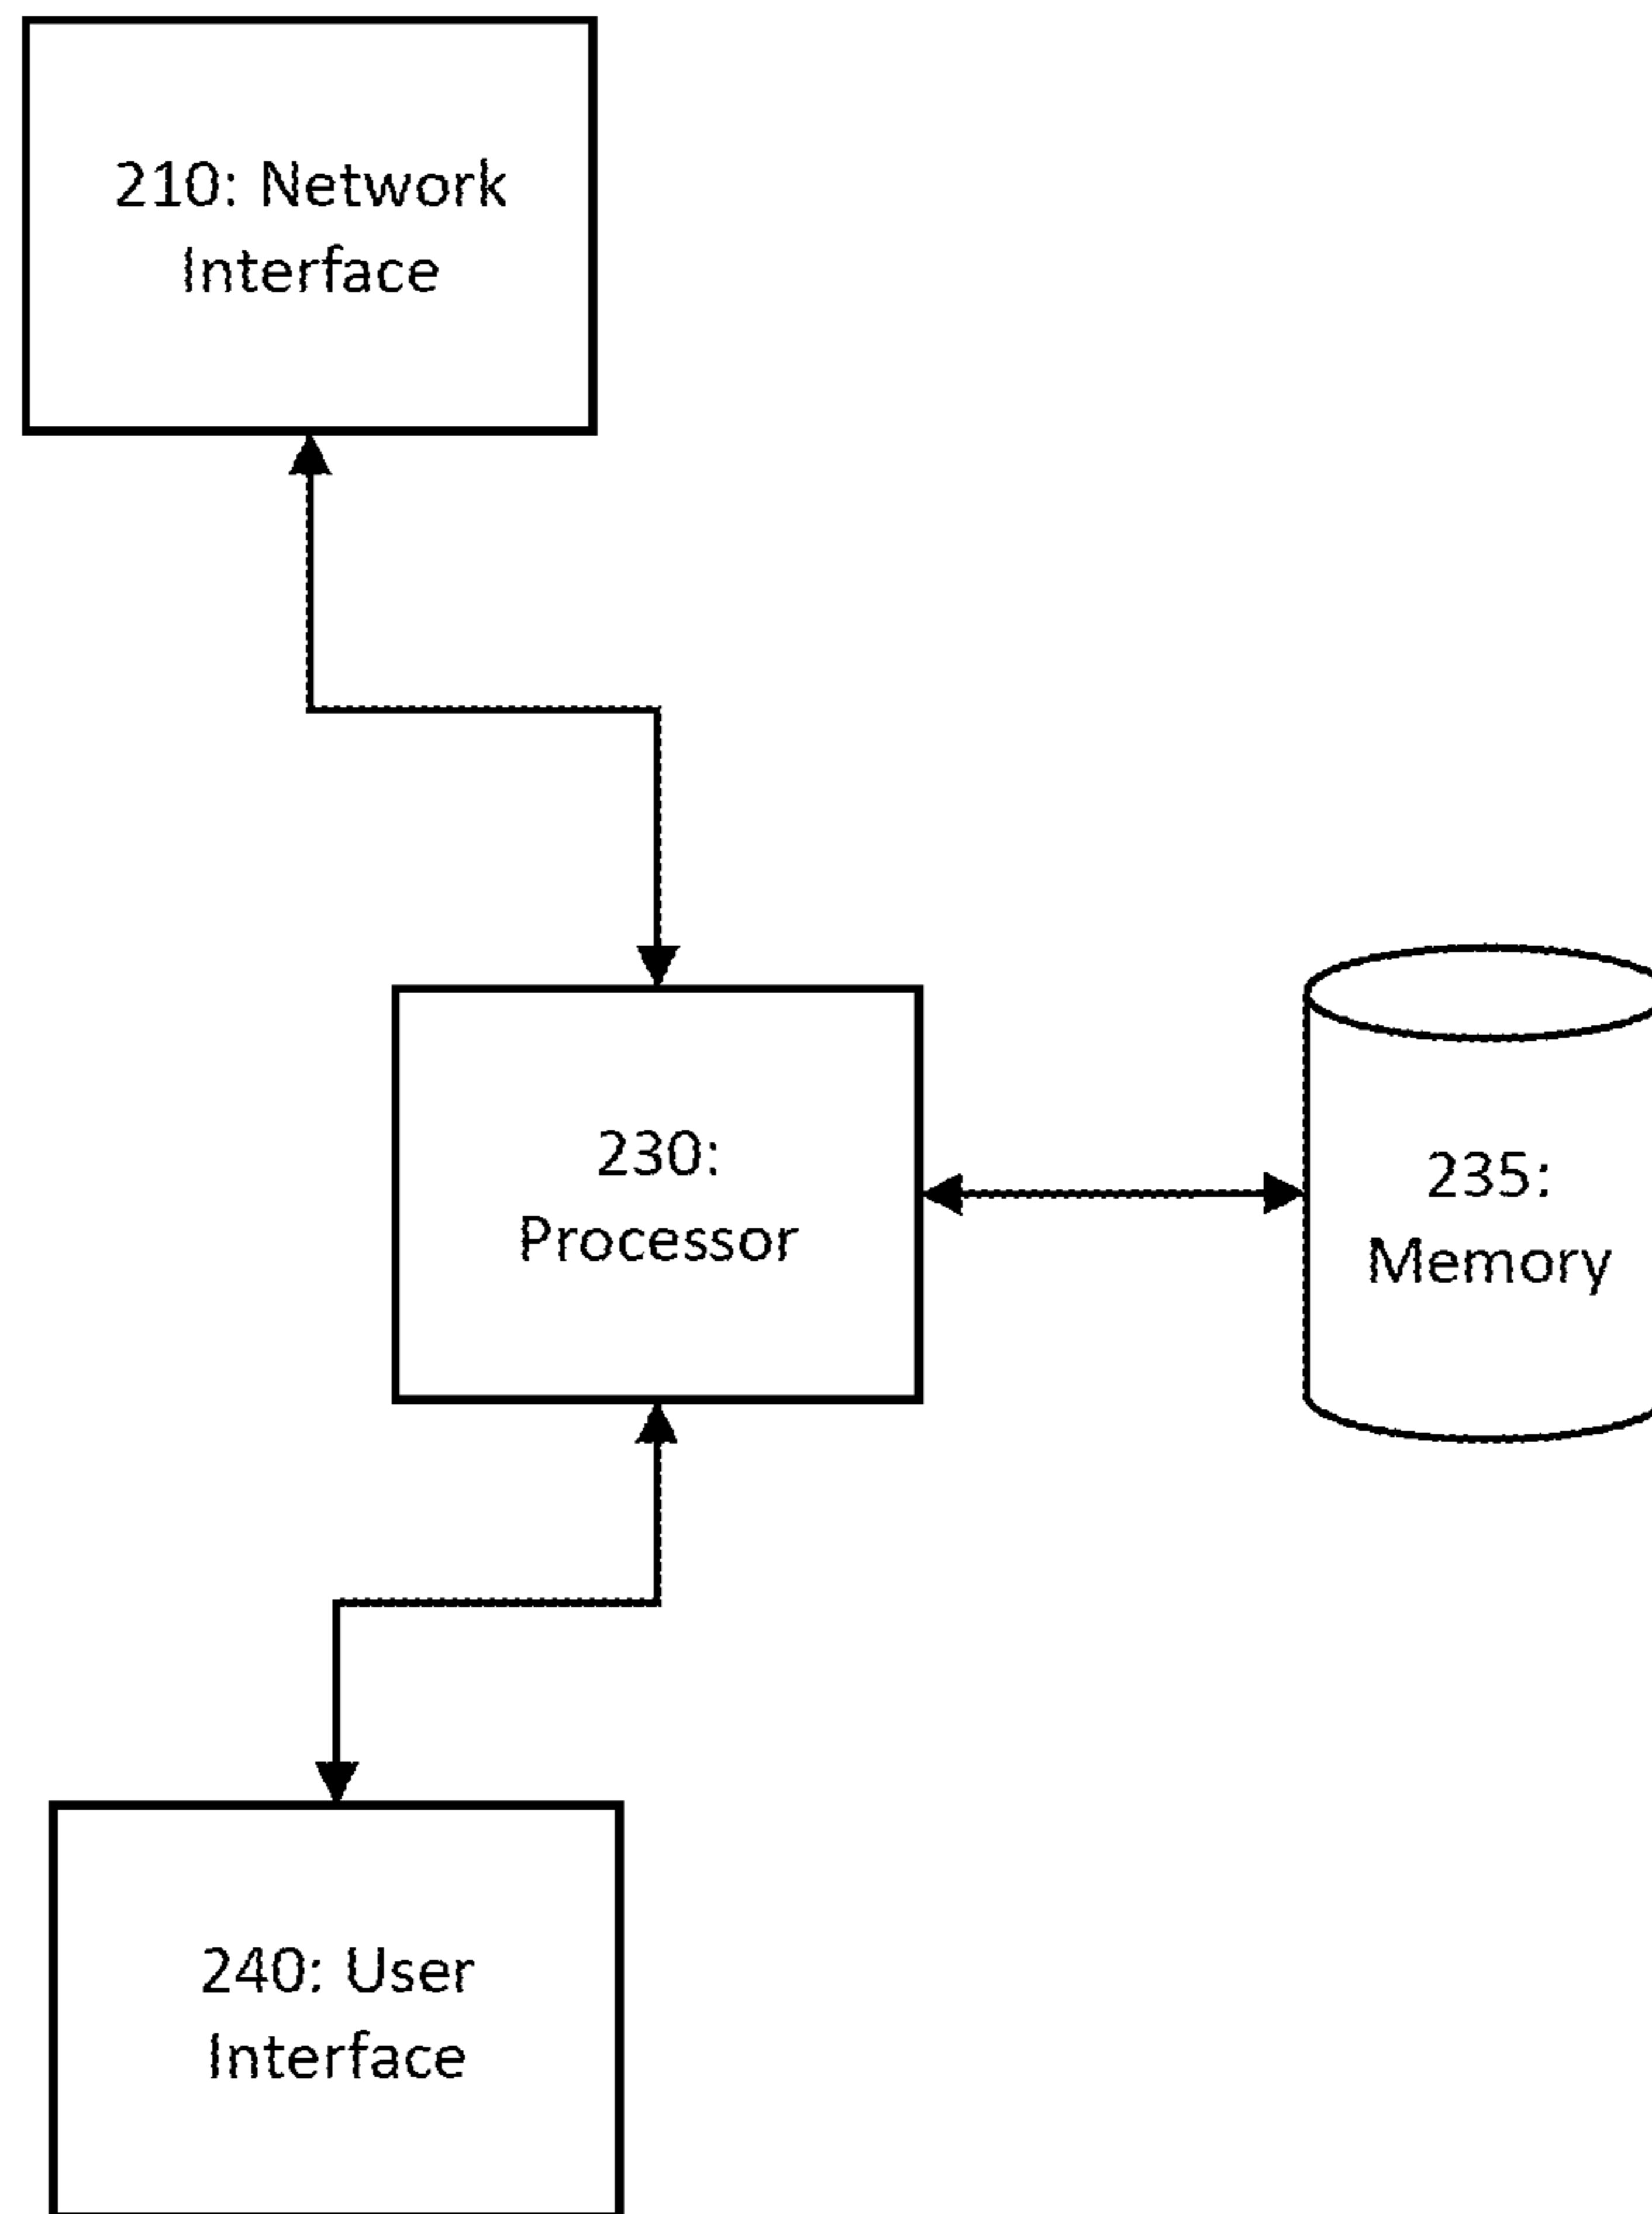 210: Network
Interface
230:
Processor
235:
Memory
240: User
Interface